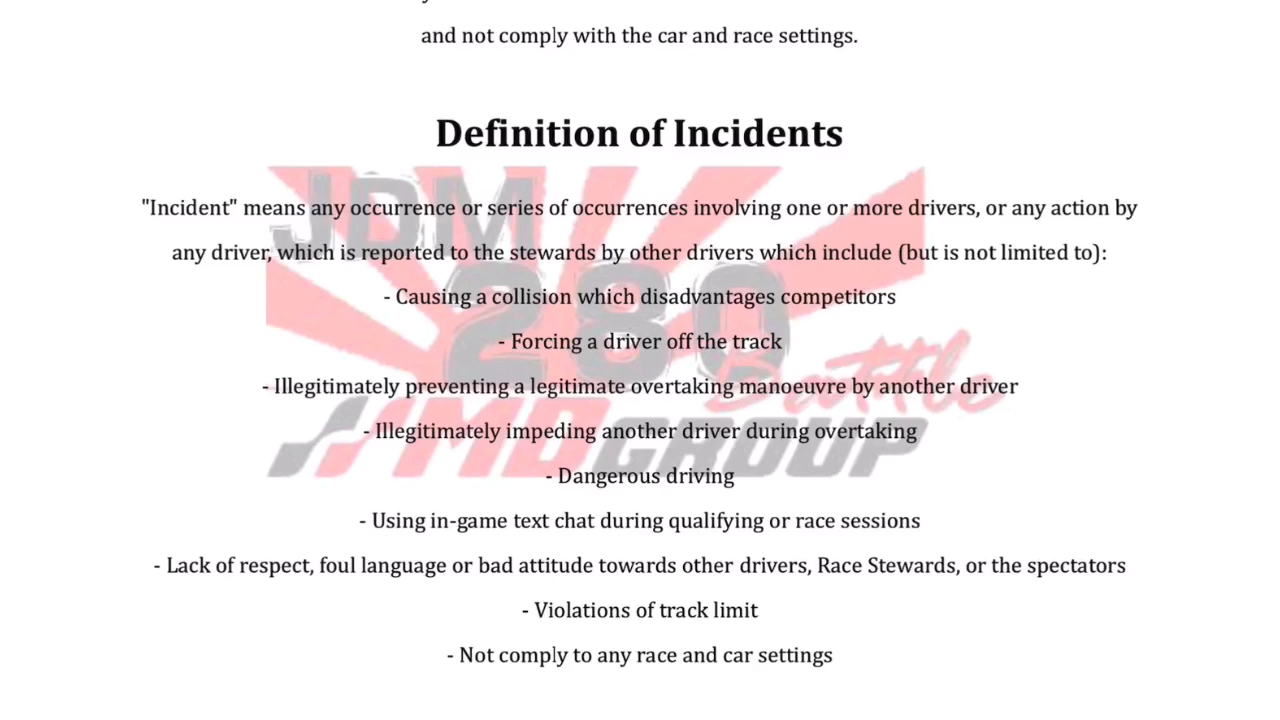 and not comply with the car and race settings.
Definition of Incidents
"Incident" means any occurrence or series of occurrences involving one or more drivers, or any action by
any driver, which is reported to the stewards by other drivers which include (but is not limited to):
- Causing a collision which disadvantages competitors
- Forcing a driver off the track
- Illegitimately preventing a legitimate overtaking manoeuvre by another driver
- Illegitimately impeding another driver during overtaking
- Dangerous driving
- Using in-game text chat during qualifying or race sessions
- Lack of respect, foul language or bad attitude towards other drivers, Race Stewards, or the spectators
- Violations of track limit
- Not comply to any race and car settings
JDM
280
Battle
IMDGROUP